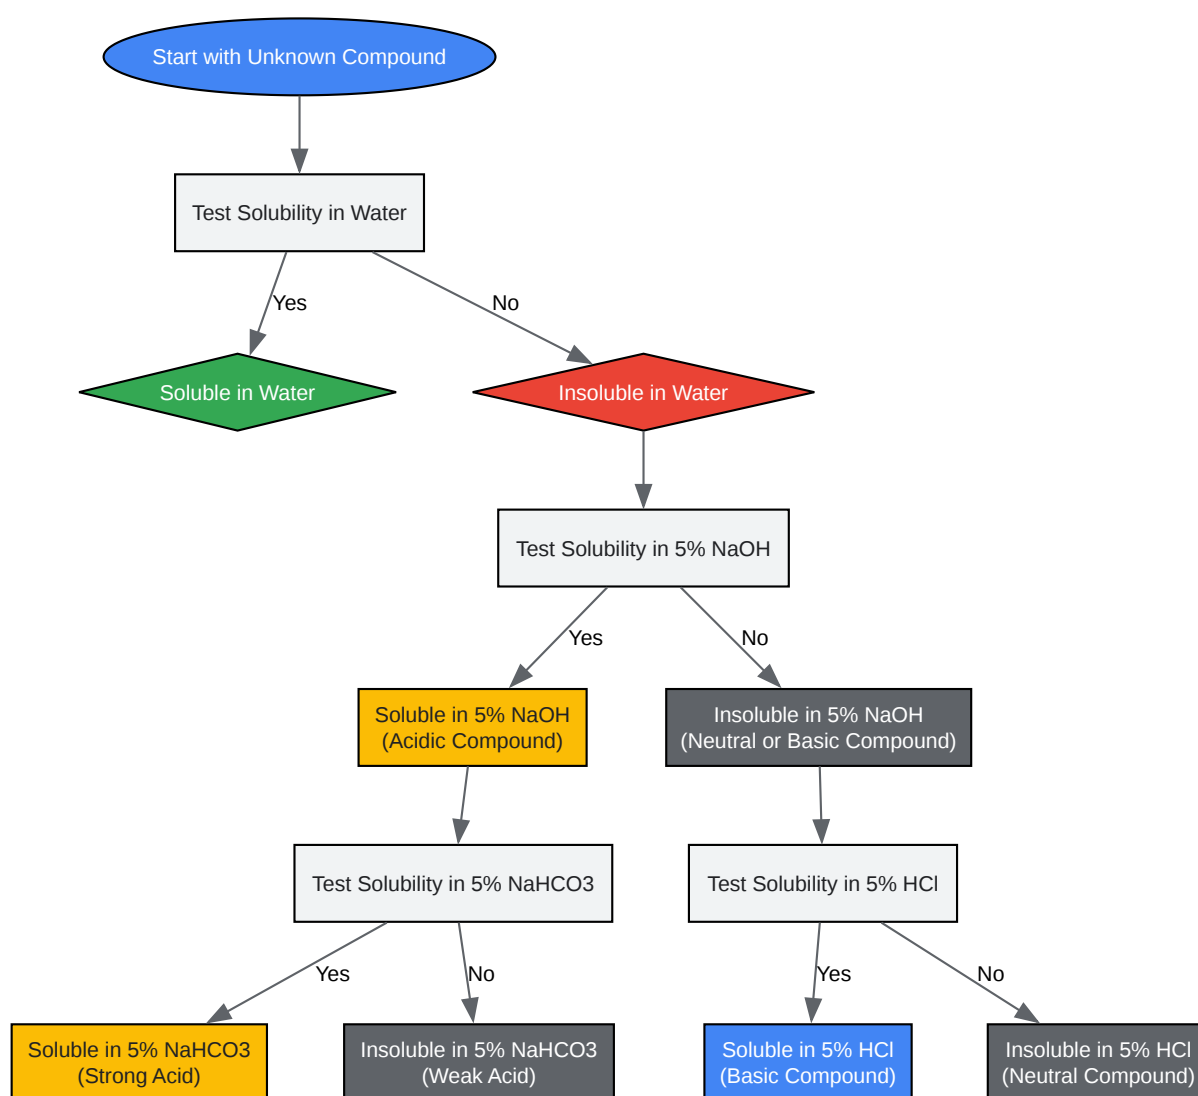 Start with Unknown Compound
Test Solubility in Water
Yes
No
Soluble in Water
Insoluble in Water
Test Solubility in 5% NaOH
Yes
No
Soluble in 5% NaOH
(Acidic Compound)
Insoluble in 5% NaOH
(Neutral or Basic Compound)
Test Solubility in 5% NaHCO3
Test Solubility in 5% HCl
Yes
No
Yes
No
Soluble in 5% NaHCO3
(Strong Acid)
Insoluble in 5% NaHCO3
(Weak Acid)
Soluble in 5% HCl
(Basic Compound)
Insoluble in 5% HCl
(Neutral Compound)